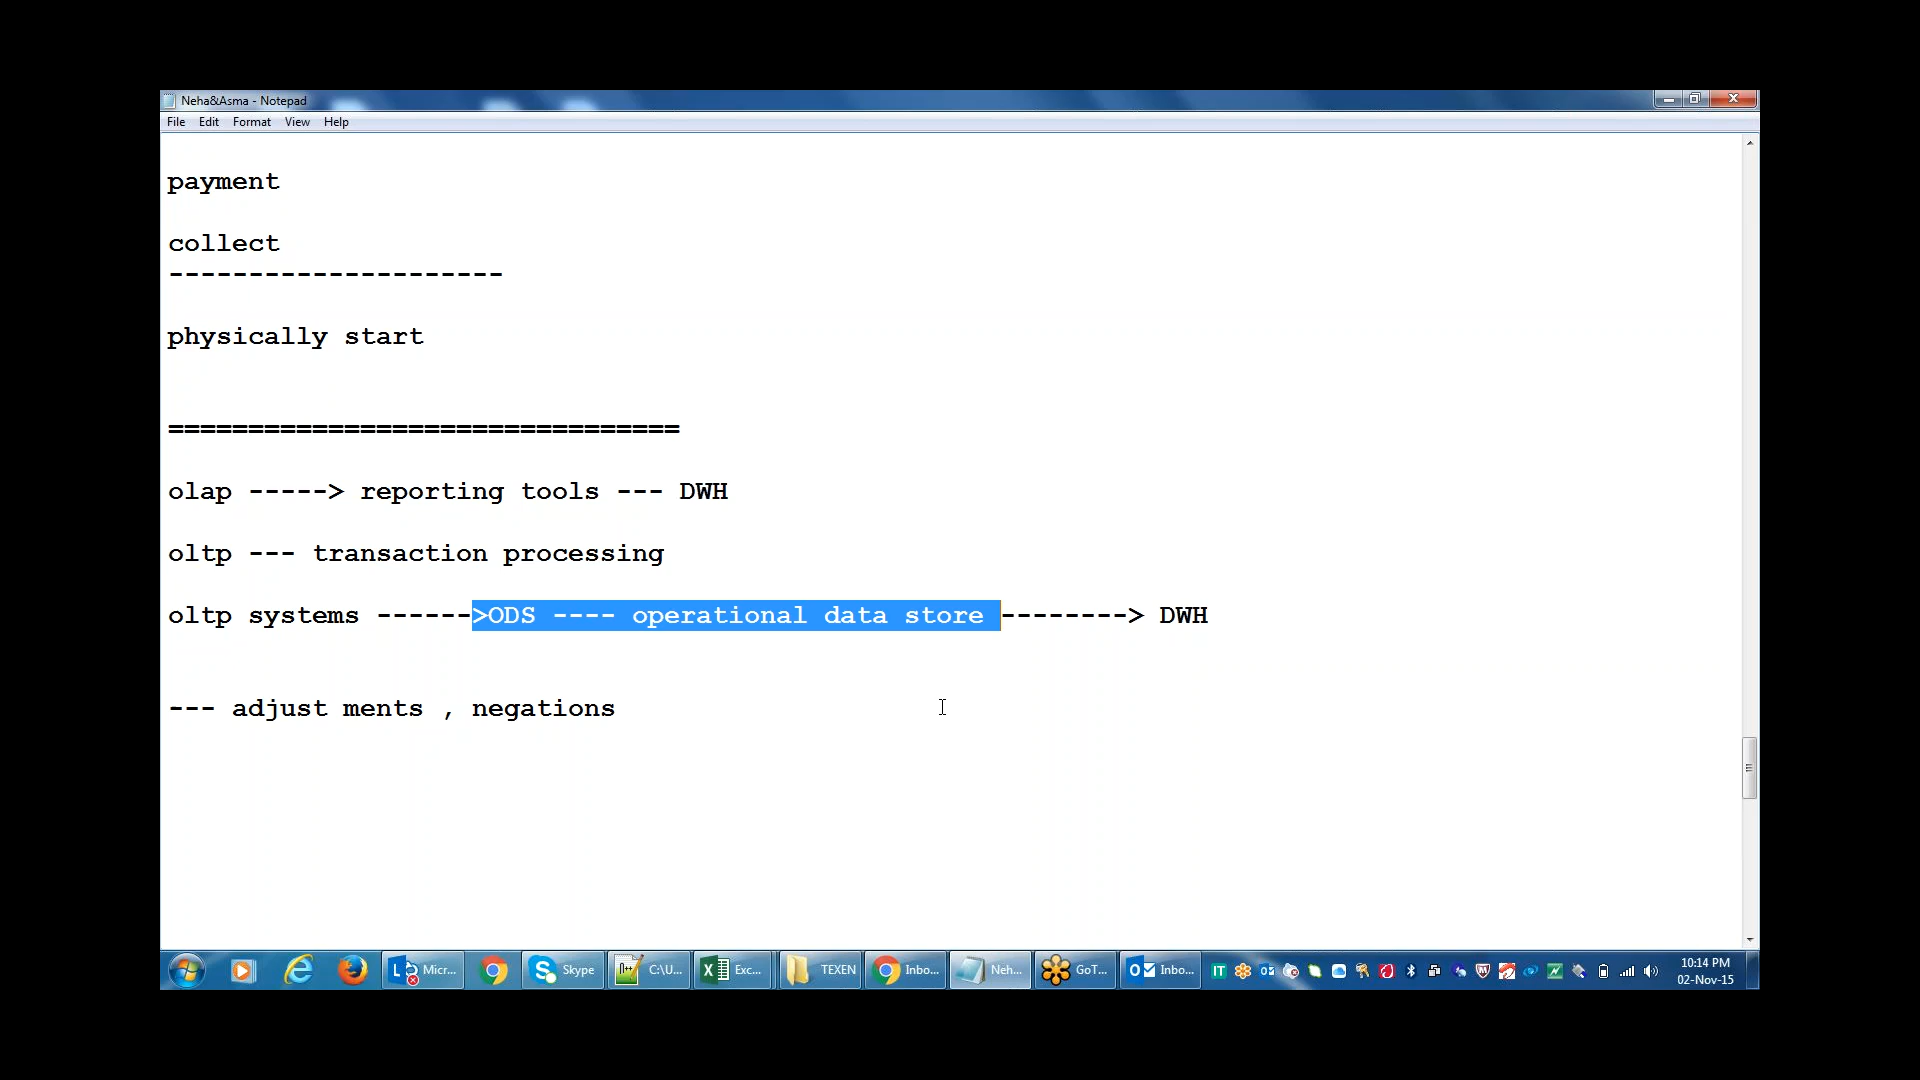 Neha&Asma - Notepad
File Edit Format View Help
payment
collect
---------------------
physically start
================================
olap -----> reporting tools --- DWH
oltp --- transaction processing
oltp systems ------>ODS ---- operational data store --------> DWH
--- adjust ments , negations
Micr... Skype C:\U... Exc... TEXEN Inbo... Neh... GoT... Inbo... 10:14 PM
02-Nov-15